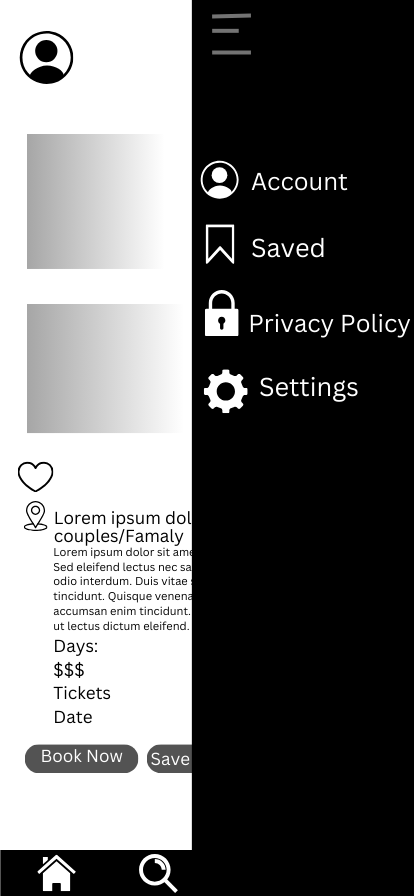 Account
Saved
Privacy Policy
Settings
Lorem ipsum dol
couples/Famaly
Lorem ipsum dolor sit ame
Sed eleifend lectus nec sa
odio interdum. Duis vitae
tincidunt. Quisque venena
accumsan enim tincidunt.
ut lectus dictum eleifend.
Days:
$$$
Tickets
Date
Book Now
Save